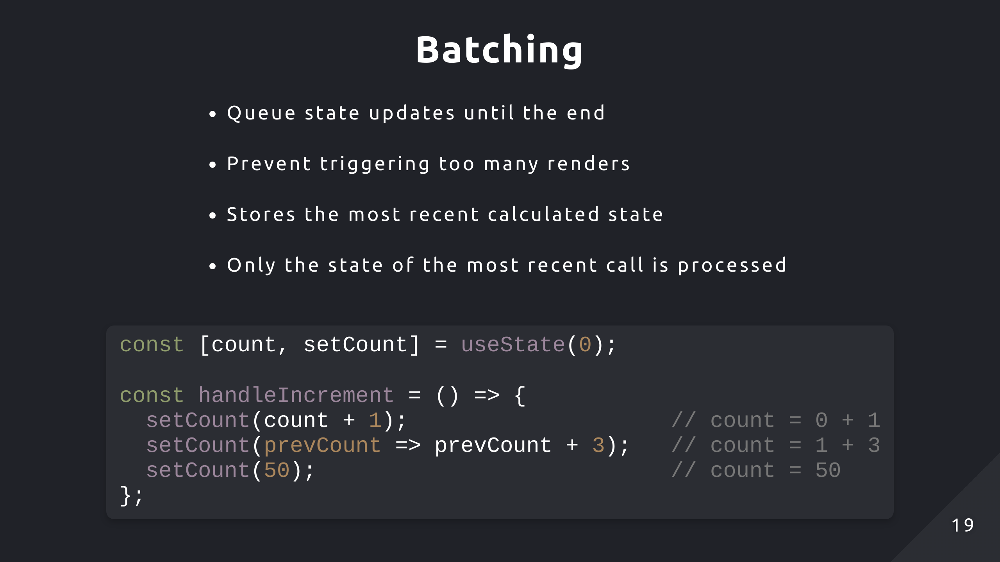 Batching
• Queue state updates until the end
• Prevent triggering too many renders
• Stores the most recent calculated state
• Only the state of the most recent call is processed
const [count, setCount] = useState(0);

const handleIncrement = () => {
  setCount(count + 1);                    // count = 0 + 1
  setCount(prevCount => prevCount + 3);   // count = 1 + 3
  setCount(50);                           // count = 50
};
19